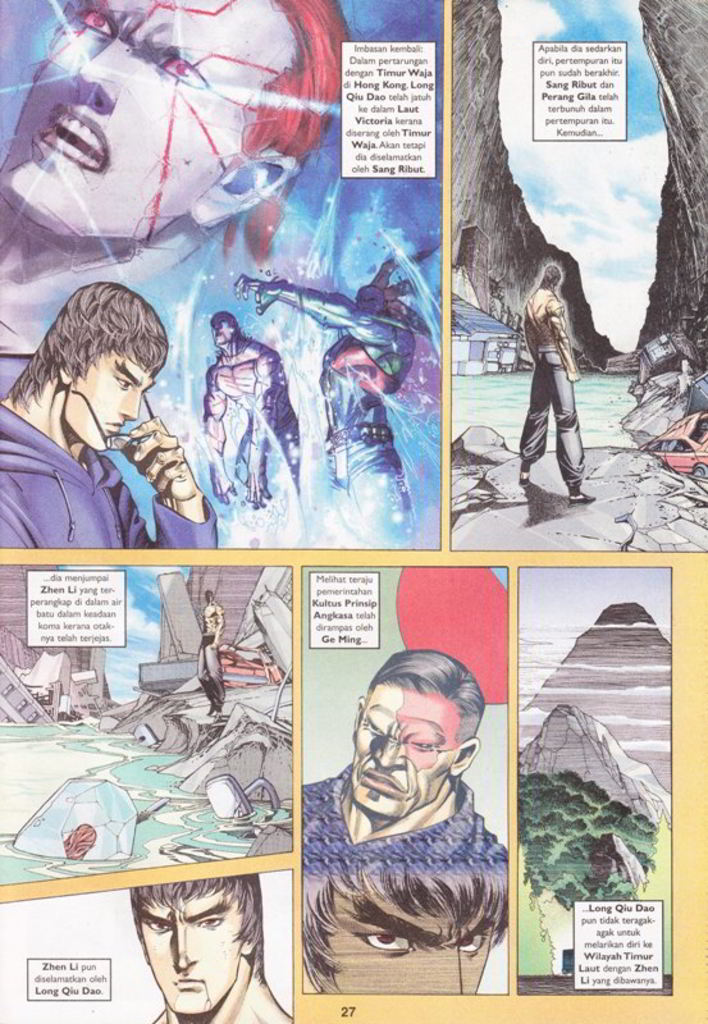 Imbasan kembali:
Dalam pertarungan
dengan Timur Waja
di Hong Kong, Long
Qiu Dao telah jatuh
ke dalam Laut
Victoria kerana
diserang oleh Timur
Waja. Akan tetapi
dia diselamatkan
oleh Sang Ribut.
Apabila dia sedarkan
diri, pertempuran itu
pun sudah berakhir.
Sang Ribut dan
Perang Gila telah
terbunuh dalam
pertempuran itu.
Kemudian...
...dia menjumpai
Zhen Li yang ter-
perangkap di dalam air
batu dalam keadaan
koma kerana otak-
nya telah terjejas.
Zhen Li pun
diselamatkan oleh
Long Qiu Dao.
Melihat teraju
pemerintahan
Kultus Prinsip
Angkasa telah
dirampas oleh
Ge Ming...
...Long Qiu Dao
pun tidak teragak-
agak untuk
melarikan diri ke
Wilayah Timur
Laut dengan Zhen
Li yang dibawanya.
27